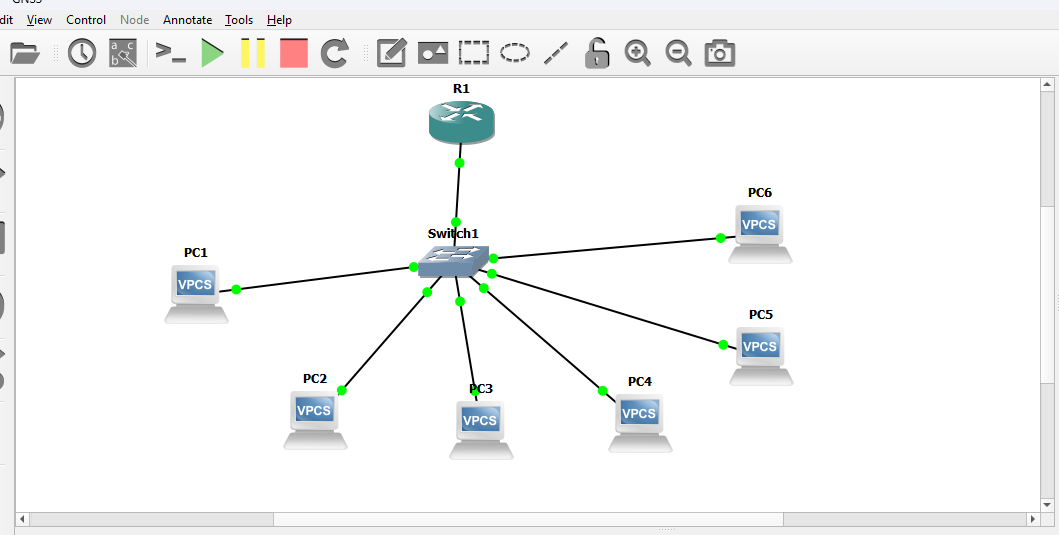 dit View Control Node Annotate Tools Help
R1
PC6
VPCS
Switch1
PC1
VPCS
PC5
VPCS
PC2
VPCS
PC3
VPCS
PC4
VPCS